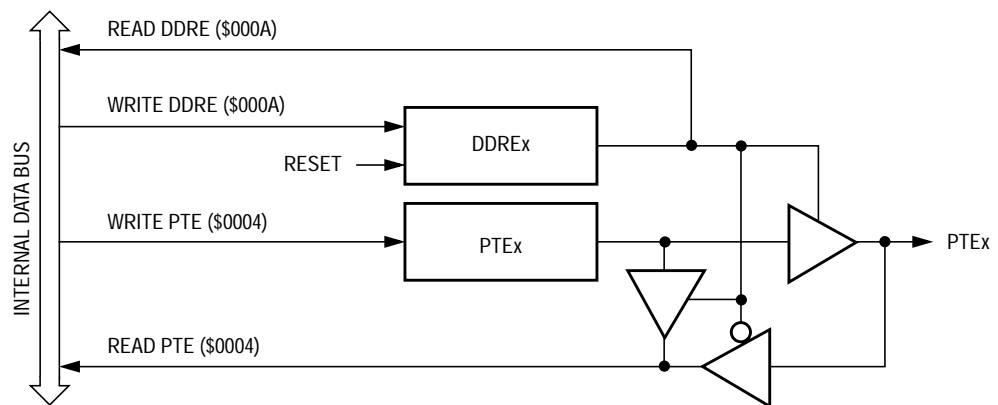 READ DDRE ($000A)
WRITE DDRE ($000A)
DDREx
RESET
INTERNAL DATA BUS
WRITE PTE ($0004)
PTEx
PTEx
READ PTE ($0004)